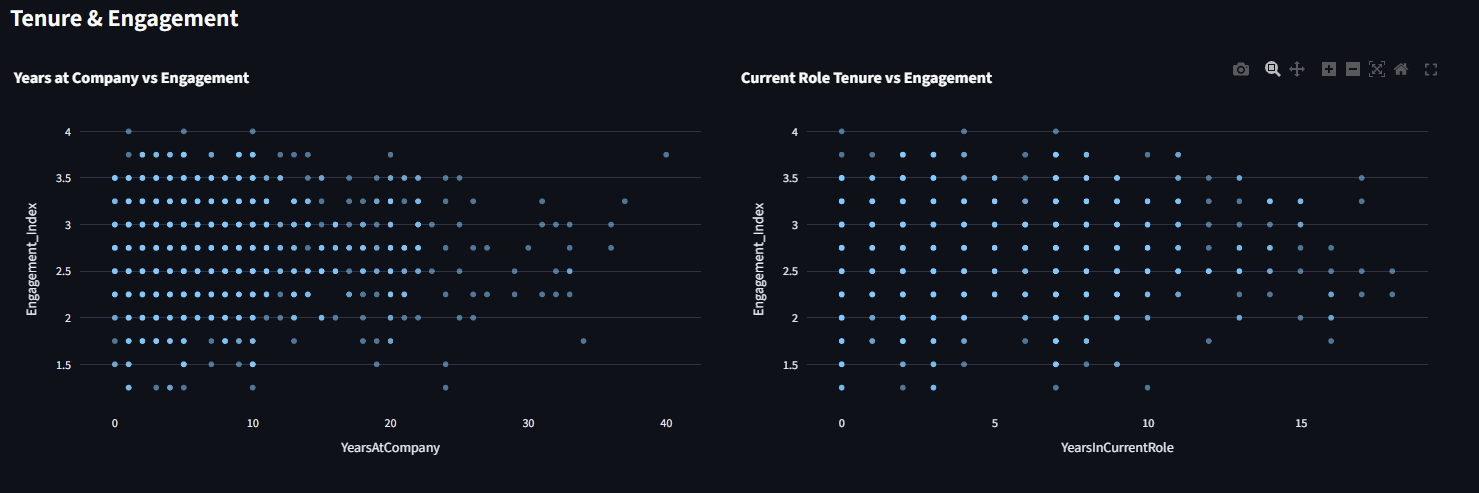 Tenure & Engagement
Years at Company vs Engagement
Engagement_Index
4
3.5
3
2.5
2
1.5
0 10 20 30 40
YearsAtCompany
Current Role Tenure vs Engagement
Engagement_Index
4
3.5
3
2.5
2
1.5
0 5 10 15
YearsInCurrentRole